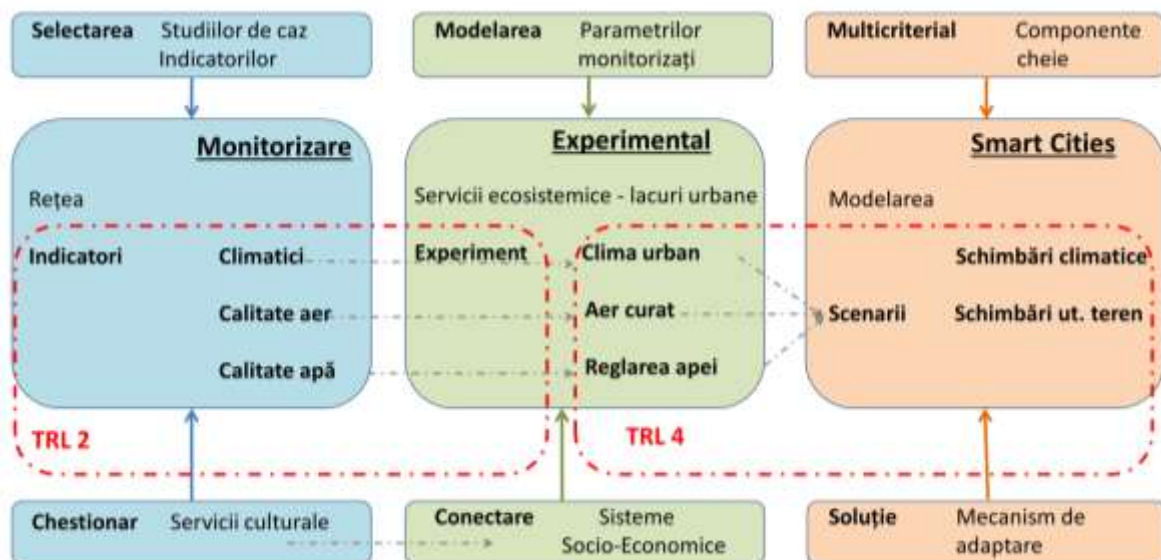 Selectarea Studiilor de caz
Indicatorilor
Modelarea Parametrilor
monitorizați
Multicriterial Componente
cheie
Monitorizare
Rețea
Indicatori Climatici
Calitate aer
Calitate apă
Experimental
Servicii ecosistemice - lacuri urbane
Experiment Clima urban
Aer curat
Reglarea apei
Smart Cities
Modelarea
Schimbări climatice
Scenarii Schimbări ut. teren
TRL 2
TRL 4
Chestionar Servicii culturale
Conectare Sisteme
Socio-Economice
Soluție Mecanism de
adaptare